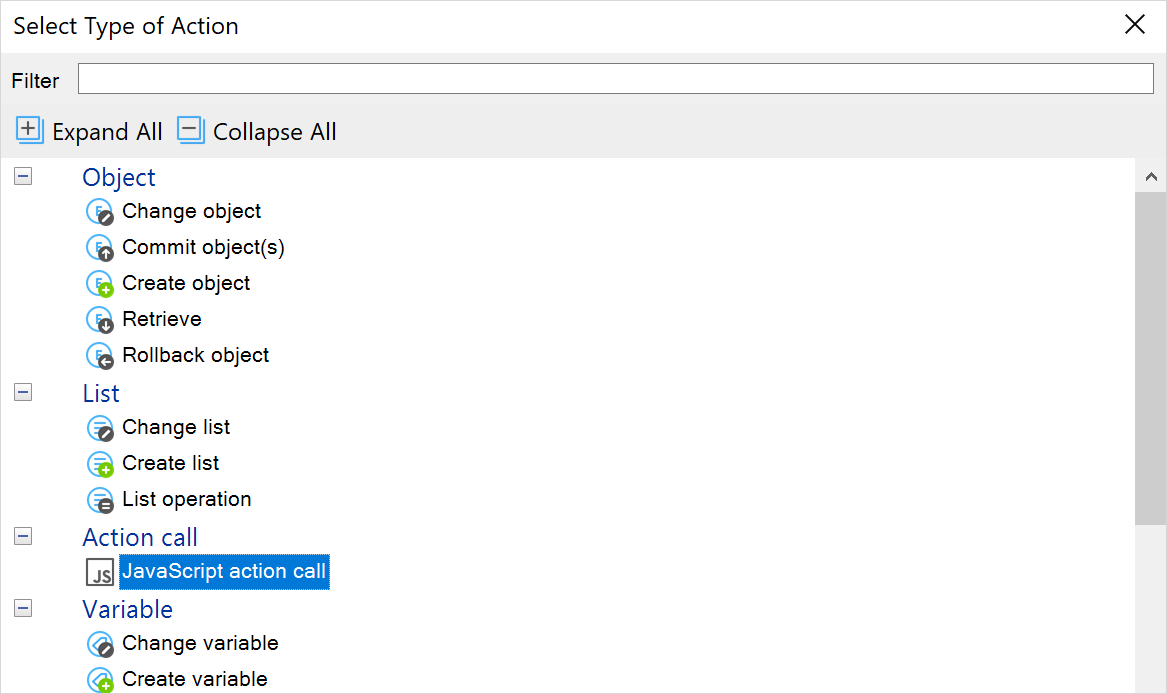 Select Type of Action
Filter
Expand All Collapse All
Object
Change object
Commit object(s)
Create object
Retrieve
Rollback object
List
Change list
Create list
List operation
Action call
JS JavaScript action call
Variable
Change variable
Create variable